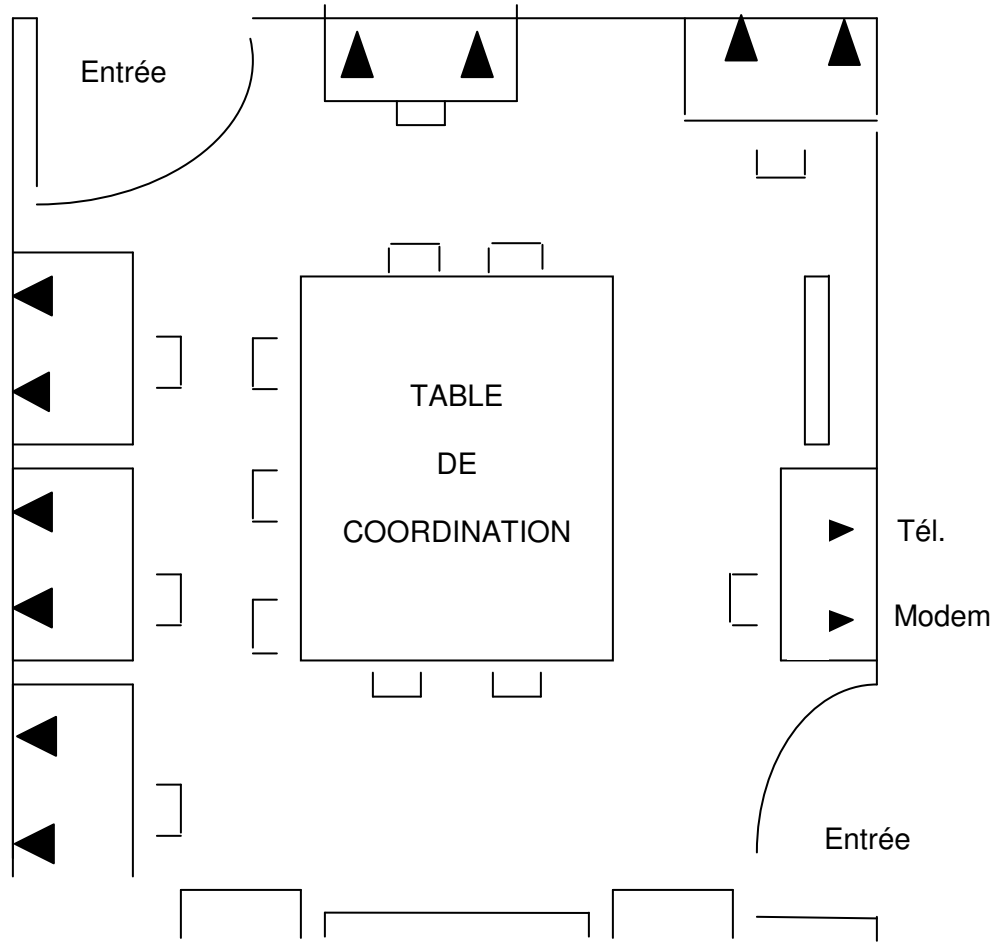 Entrée
TABLE
DE
COORDINATION
Tél.
Modem
Entrée